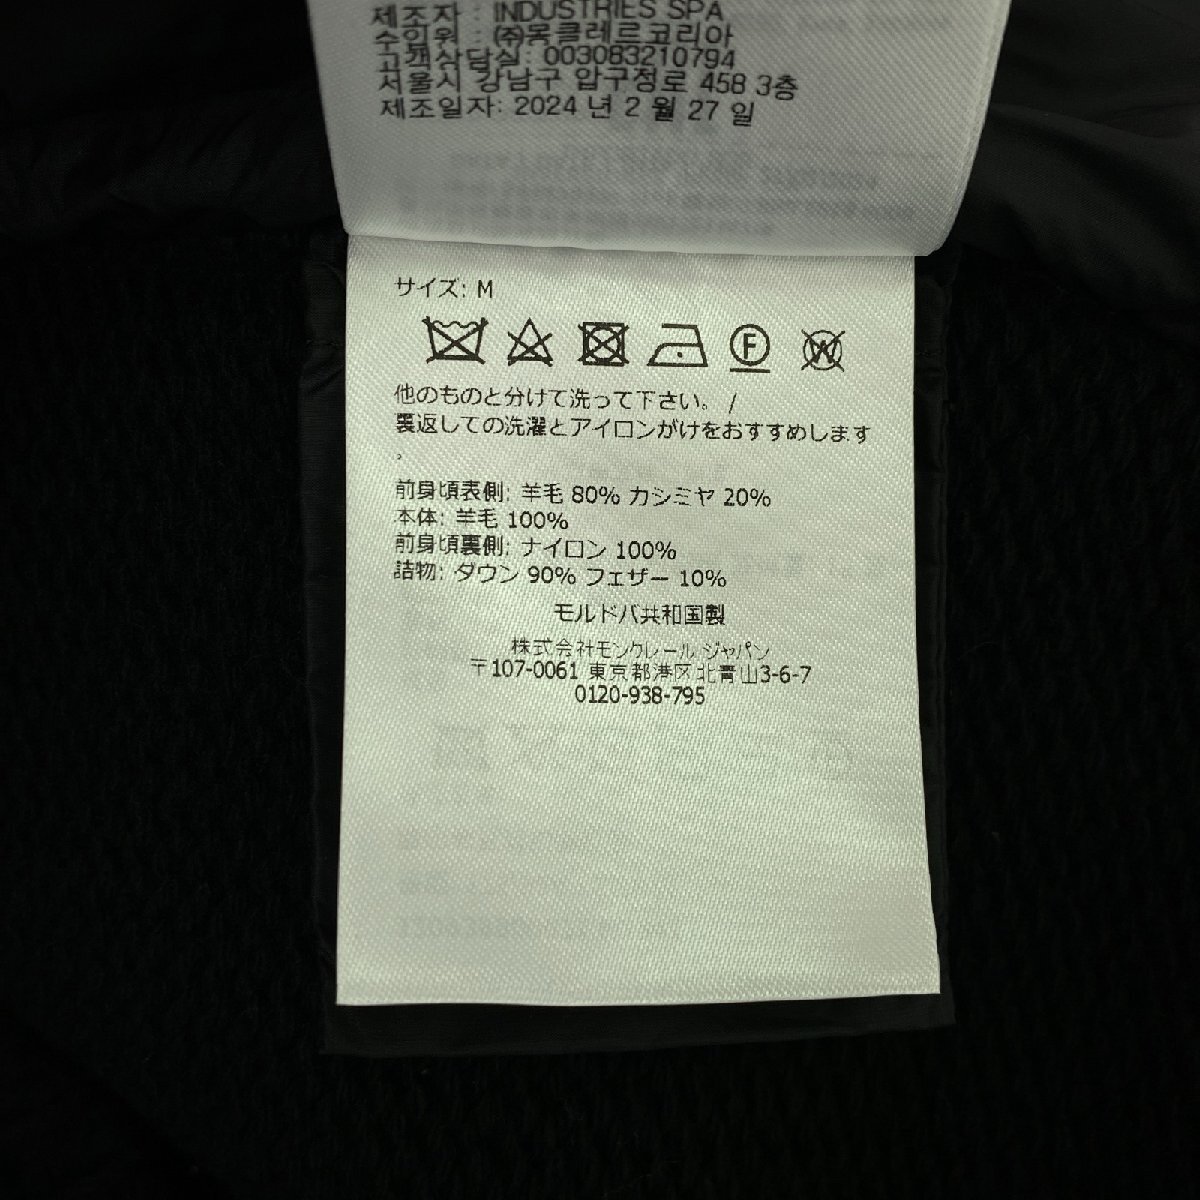 제조자 : INDUSTRIES SPA
수입원 : ㈜몽클레르코리아
고객상담실: 003083210794
서울시 강남구 압구정로 458 3층
제조일자: 2024 년 2 월 27 일
サイズ: M
F
W
他のものと分けて洗って下さい。 /
裏返しての洗濯とアイロンがけをおすすめします
。
前身頃表側: 羊毛 80% カシミヤ 20%
本体: 羊毛 100%
前身頃裏側: ナイロン 100%
詰物: ダウン 90% フェザー 10%
モルドバ共和国製
株式会社モンクレール ジャパン
〒107-0061 東京都港区北青山3-6-7
0120-938-795